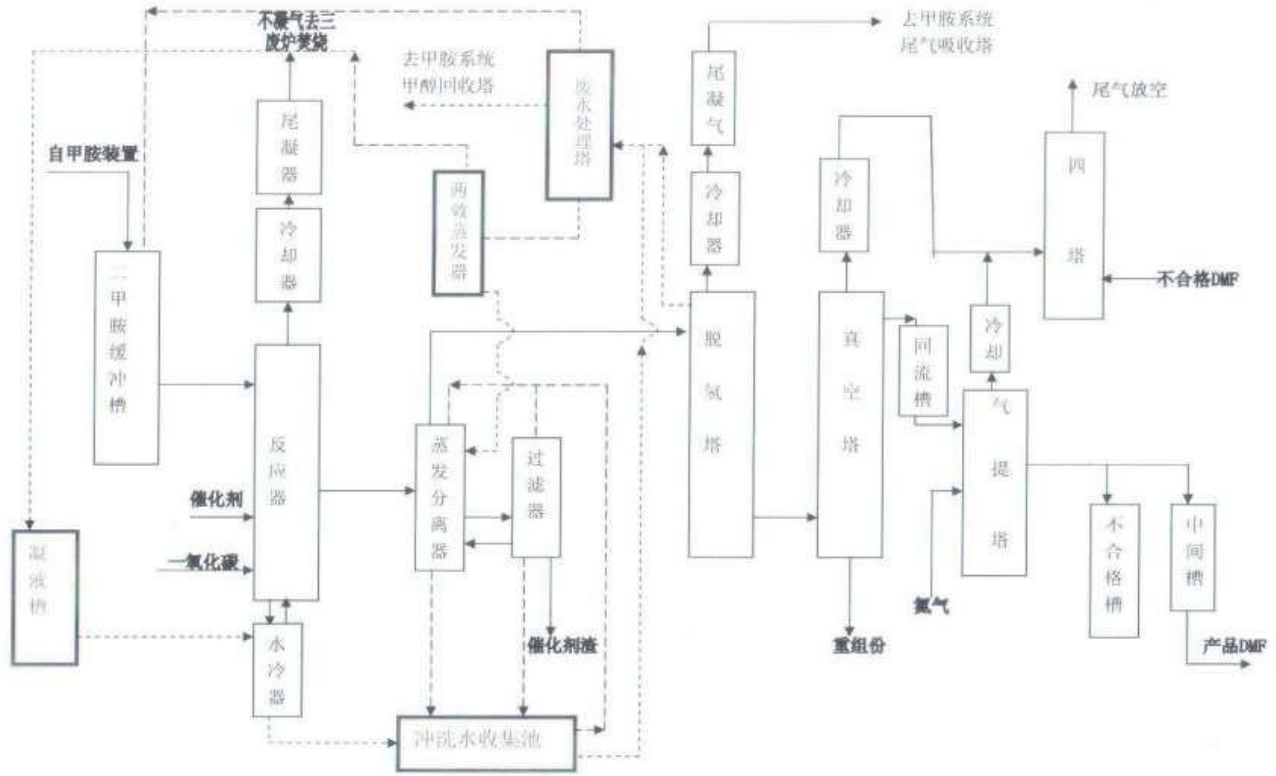 不凝气去三
废炉焚烧
去甲胺系统
甲醇回收塔
废水处理塔
尾凝气
去甲胺系统
尾气吸收塔
尾气放空
四塔
自甲胺装置
尾凝器
两效蒸发器
冷却器
冷却器
冷却器
不合格DMF
二甲胺缓冲槽
脱氢塔
真空塔
回流槽
冷却
反应器
蒸发分离器
过滤器
气提塔
催化剂
一氧化碳
凝液槽
氮气
不合格槽
中间槽
水冷器
催化剂渣
重组份
产品DMF
冲洗水收集池